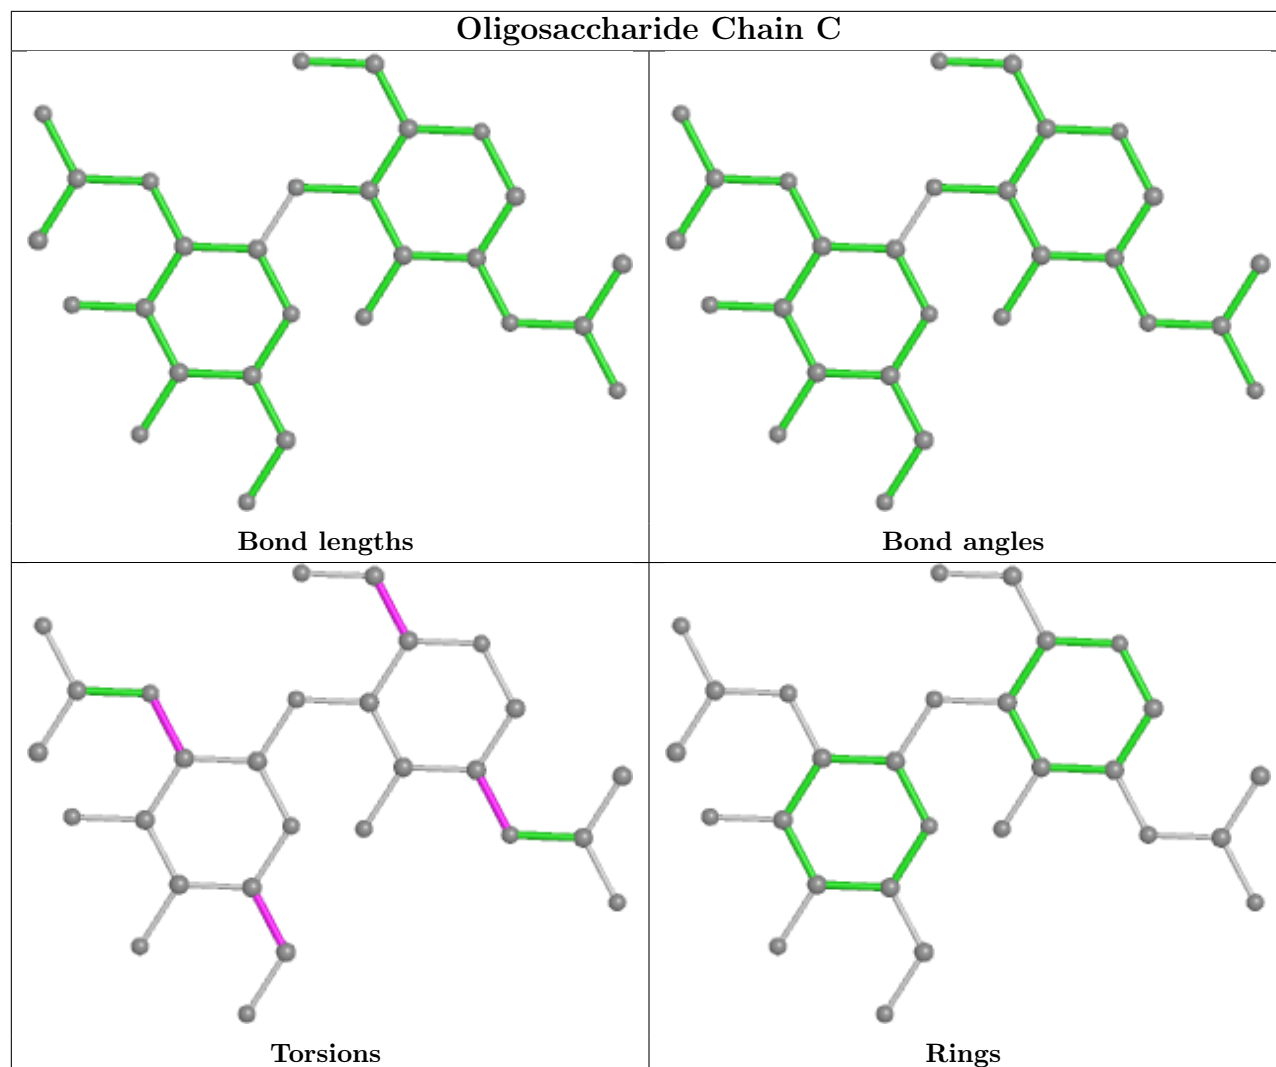 Oligosaccharide Chain C
Bond lengths
Bond angles
Torsions
Rings